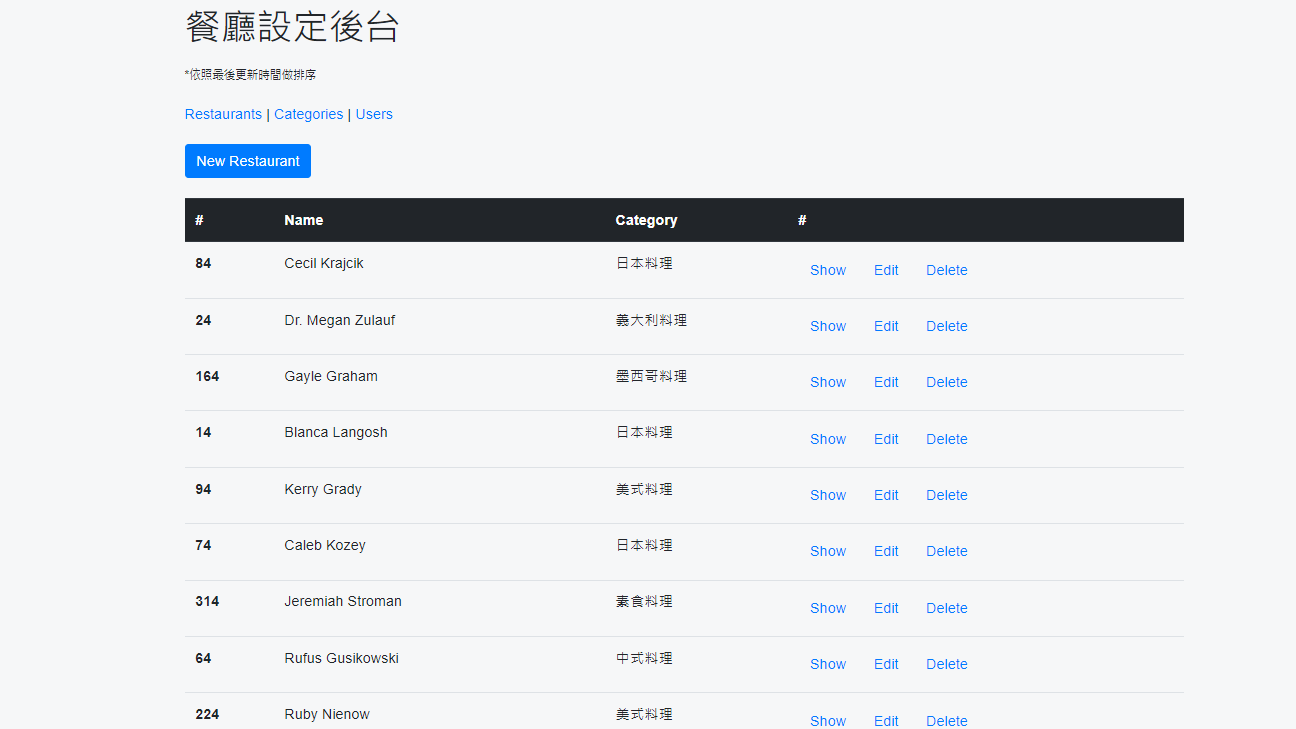 餐廳設定後台
*依照最後更新時間做排序
Restaurants | Categories | Users
New Restaurant
# Name Category #
84 Cecil Krajcik 日本料理 Show Edit Delete
24 Dr. Megan Zulauf 義大利料理 Show Edit Delete
164 Gayle Graham 墨西哥料理 Show Edit Delete
14 Blanca Langosh 日本料理 Show Edit Delete
94 Kerry Grady 美式料理 Show Edit Delete
74 Caleb Kozey 日本料理 Show Edit Delete
314 Jeremiah Stroman 素食料理 Show Edit Delete
64 Rufus Gusikowski 中式料理 Show Edit Delete
224 Ruby Nienow 美式料理 Show Edit Delete